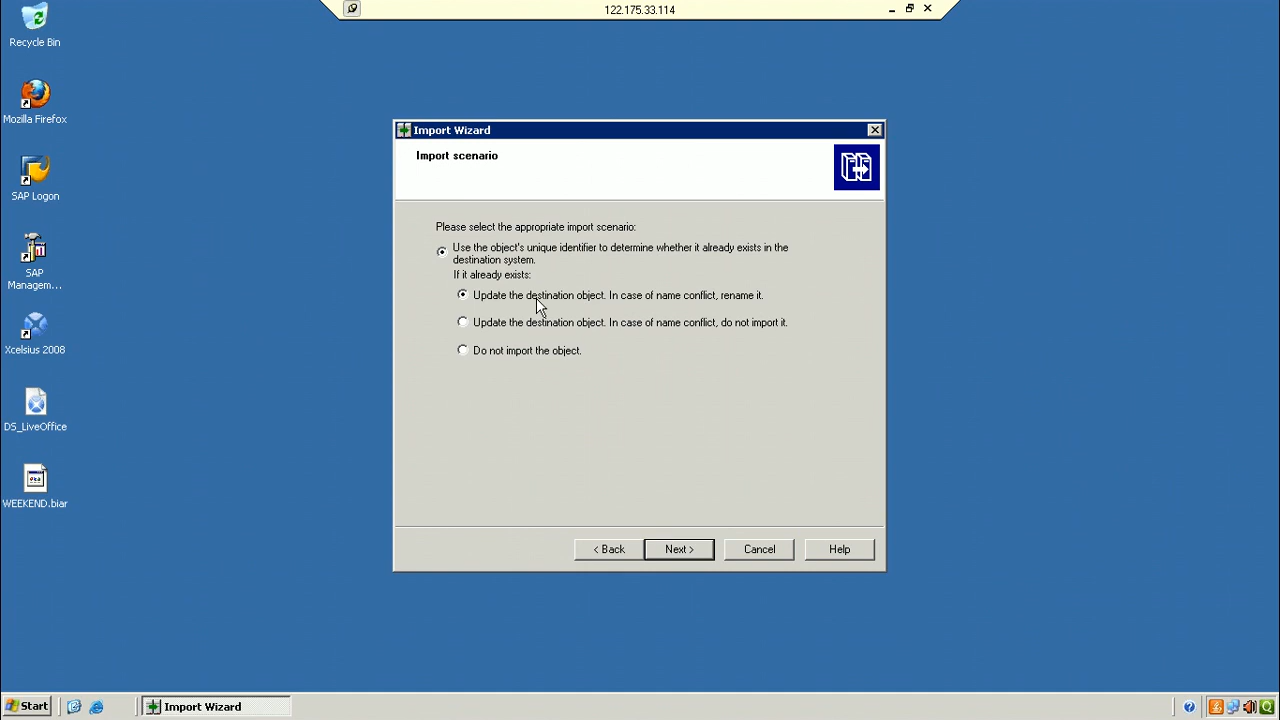 122.175.33.114
Recycle Bin
Mozilla Firefox
SAP Logon
SAP
Managem...
Xcelsius 2008
DS_LiveOffice
WEEKEND.biar
Import Wizard
Import scenario
Please select the appropriate import scenario:
Use the object's unique identifier to determine whether it already exists in the
destination system.
If it already exists:
Update the destination object. In case of name conflict, rename it.
Update the destination object. In case of name conflict, do not import it.
Do not import the object.
< Back
Next >
Cancel
Help
Start
Import Wizard